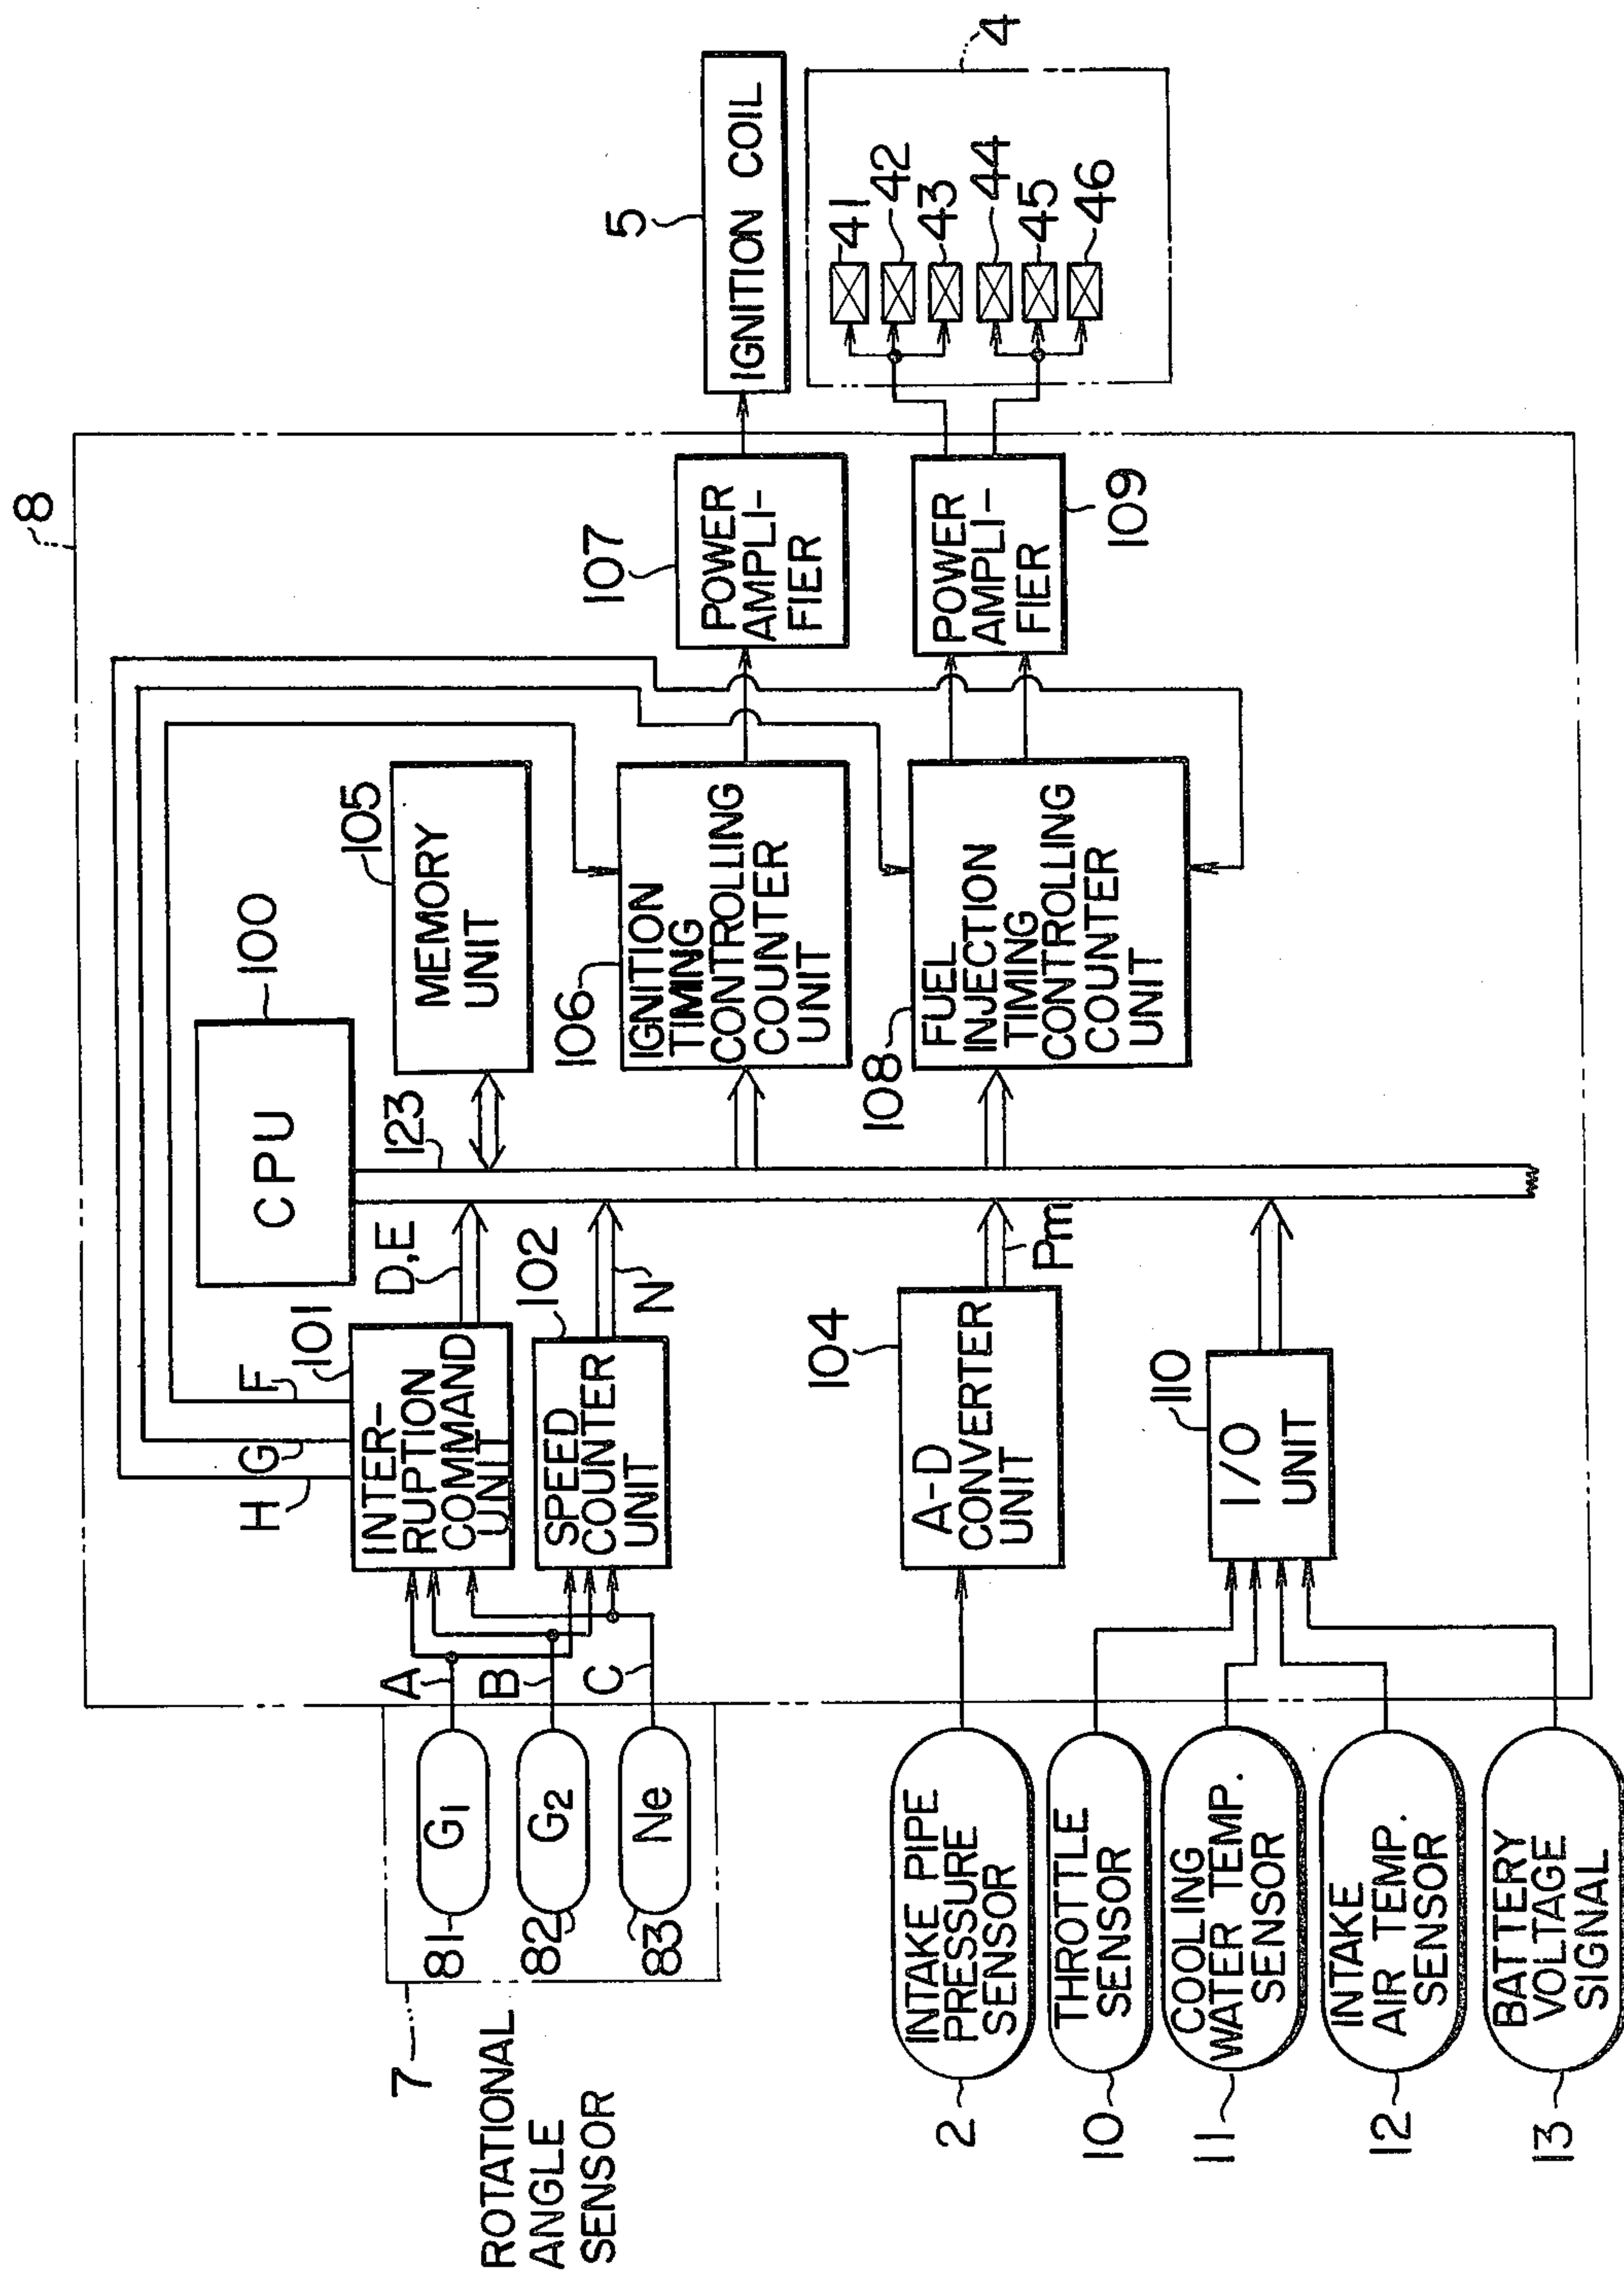 8
7
ROTATIONAL
ANGLE
SENSOR
81
G1
82
G2
83
Ne
A
B
C
H
G
F
101
INTER-
RUPTION
COMMAND
UNIT
D,E
102
SPEED
COUNTER
UNIT
N
100
CPU
123
105
MEMORY
UNIT
106
IGNITION
TIMING
CONTROLLING
COUNTER
UNIT
107
POWER
AMPLI-
FIER
5
IGNITION COIL
108
FUEL
INJECTION
TIMING
CONTROLLING
COUNTER
UNIT
POWER
AMPLI-
FIER
109
4
41
42
43
44
45
46
2
INTAKE PIPE
PRESSURE
SENSOR
104
A-D
CONVERTER
UNIT
Pm
10
THROTTLE
SENSOR
11
COOLING
WATER TEMP.
SENSOR
12
INTAKE
AIR TEMP.
SENSOR
13
BATTERY
VOLTAGE
SIGNAL
110
I/O
UNIT